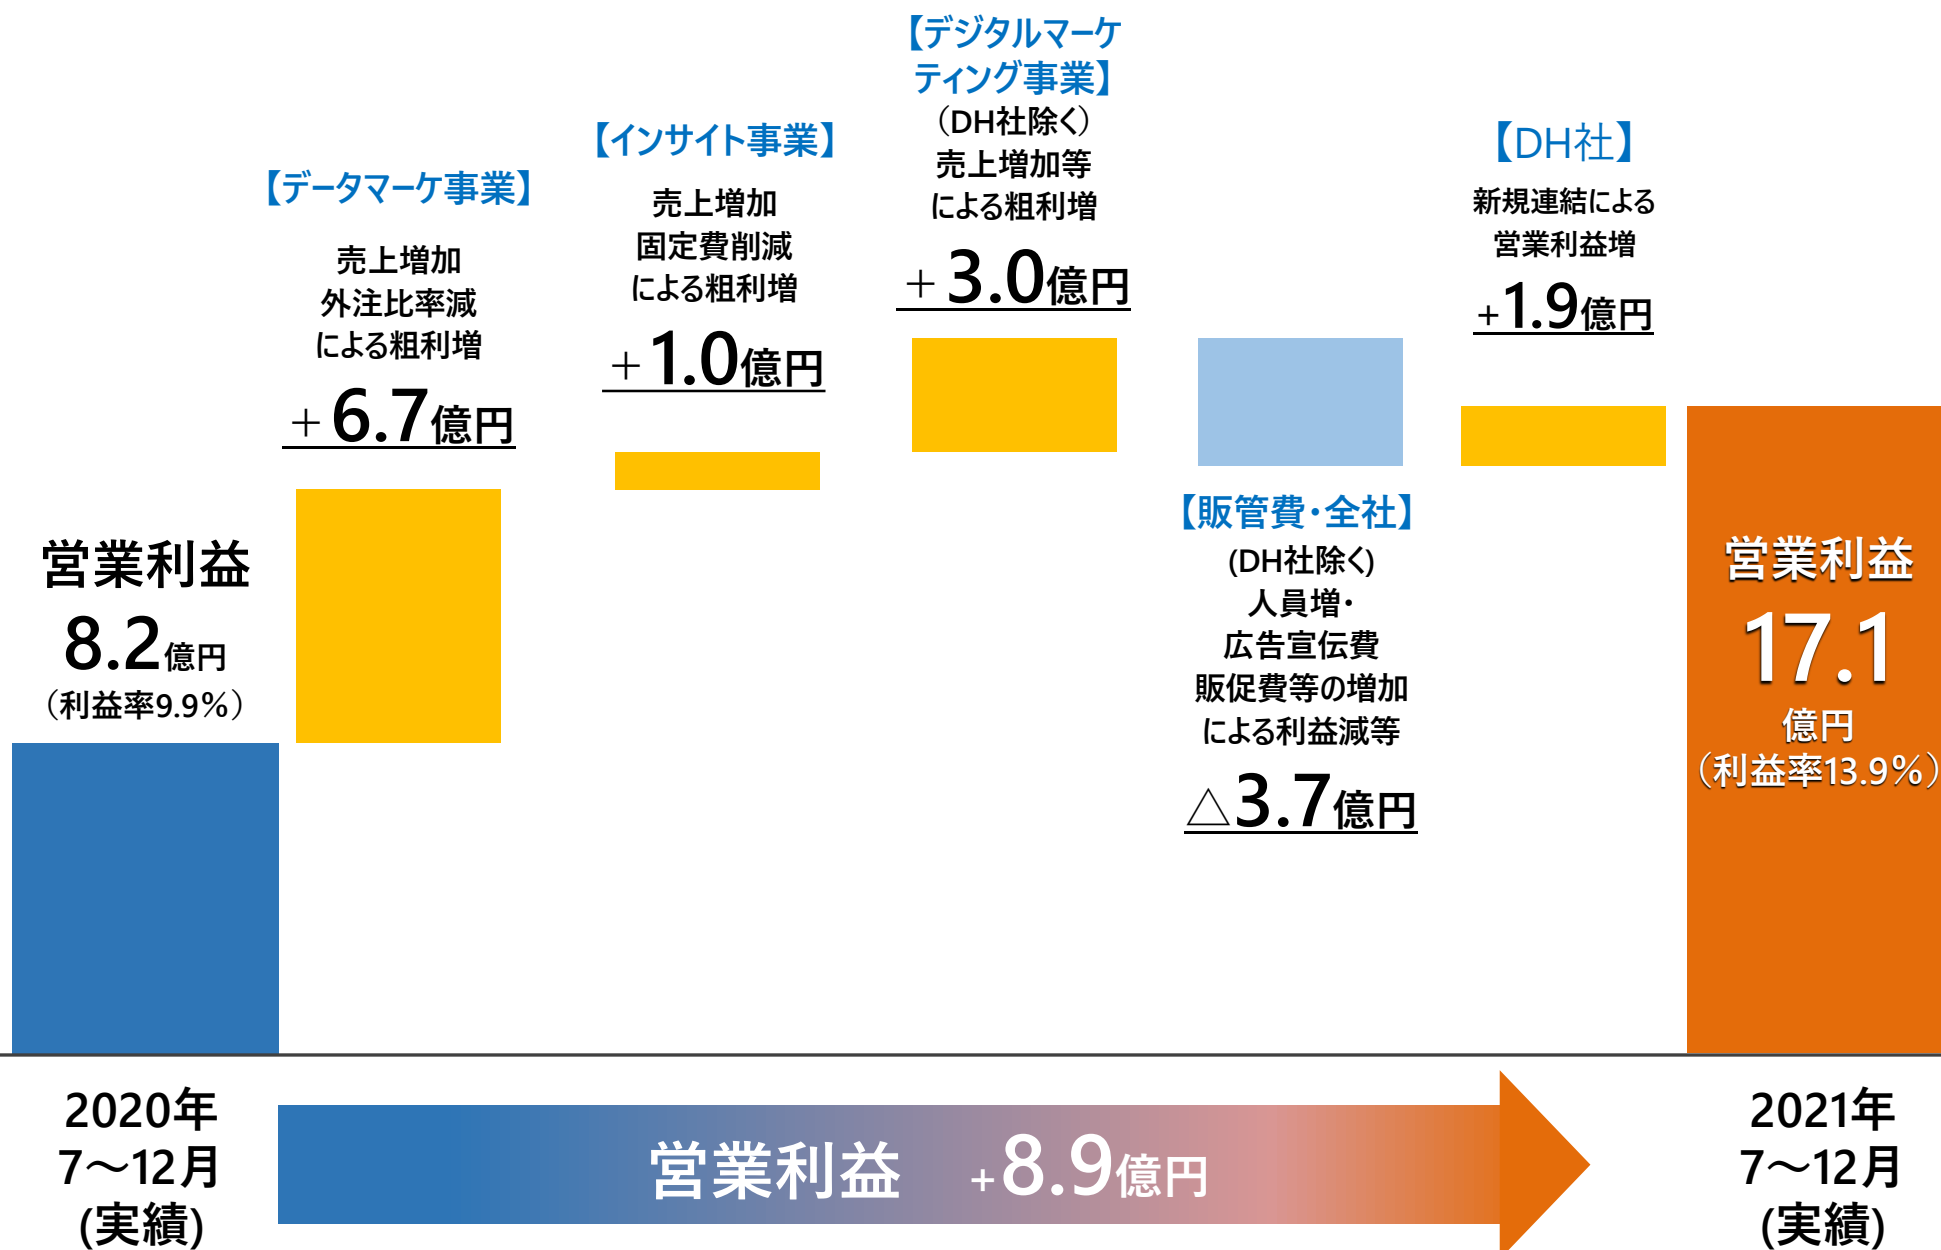 営業利益
8.2億円
（利益率9.9%）
【データマーケ事業】
売上増加
外注比率減
による粗利増
＋6.7億円
【インサイト事業】
売上増加
固定費削減
による粗利増
＋1.0億円
【デジタルマーケ
ティング事業】
（DH社除く）
売上増加等
による粗利増
＋3.0億円
【販管費・全社】
(DH社除く)
人員増・
広告宣伝費
販促費等の増加
による利益減等
△3.7億円
【DH社】
新規連結による
営業利益増
+1.9億円
営業利益
17.1
億円
（利益率13.9%）
2020年
7～12月
(実績)
営業利益 +8.9億円
2021年
7～12月
(実績)